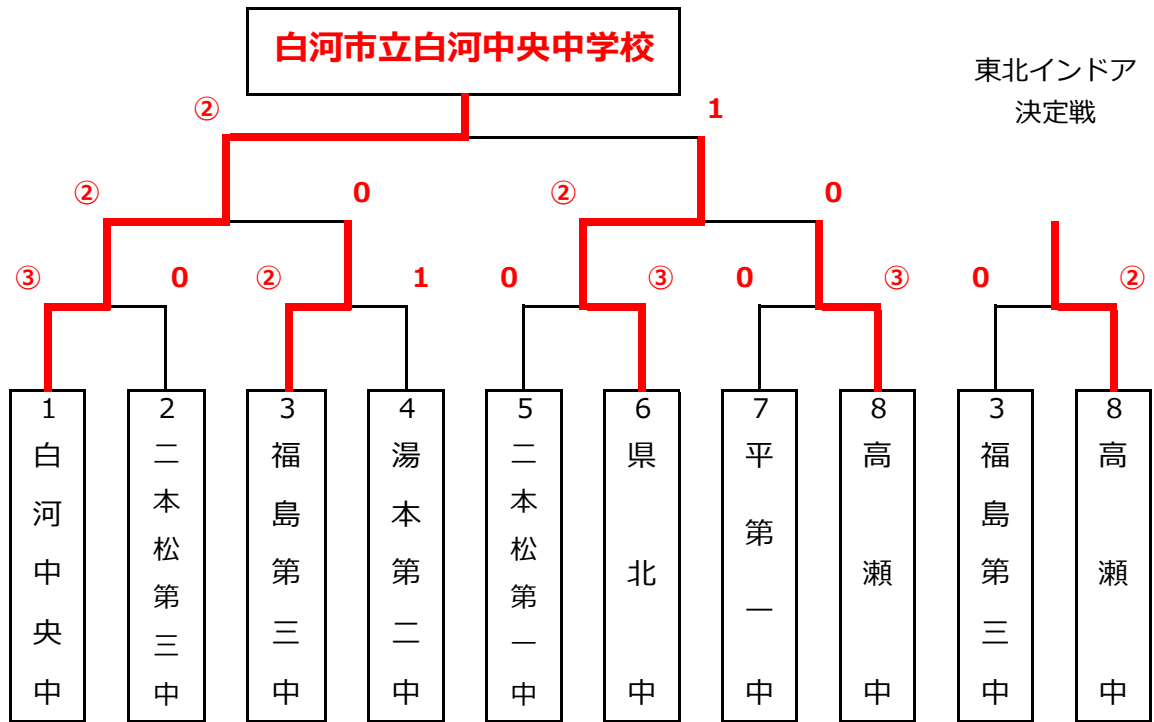 白河市立白河中央中学校
東北インドア
決定戦
② 1
② 0 ② 0
③ 0 ② 1 0 ③ 0 ③ 0 ②
1 2 3 4 5 6 7 8 3 8
白河中央中
二本松第三中
福島第三中
湯本第二中
二本松第一中
県北中
平第一中
高瀬中
福島第三中
高瀬中